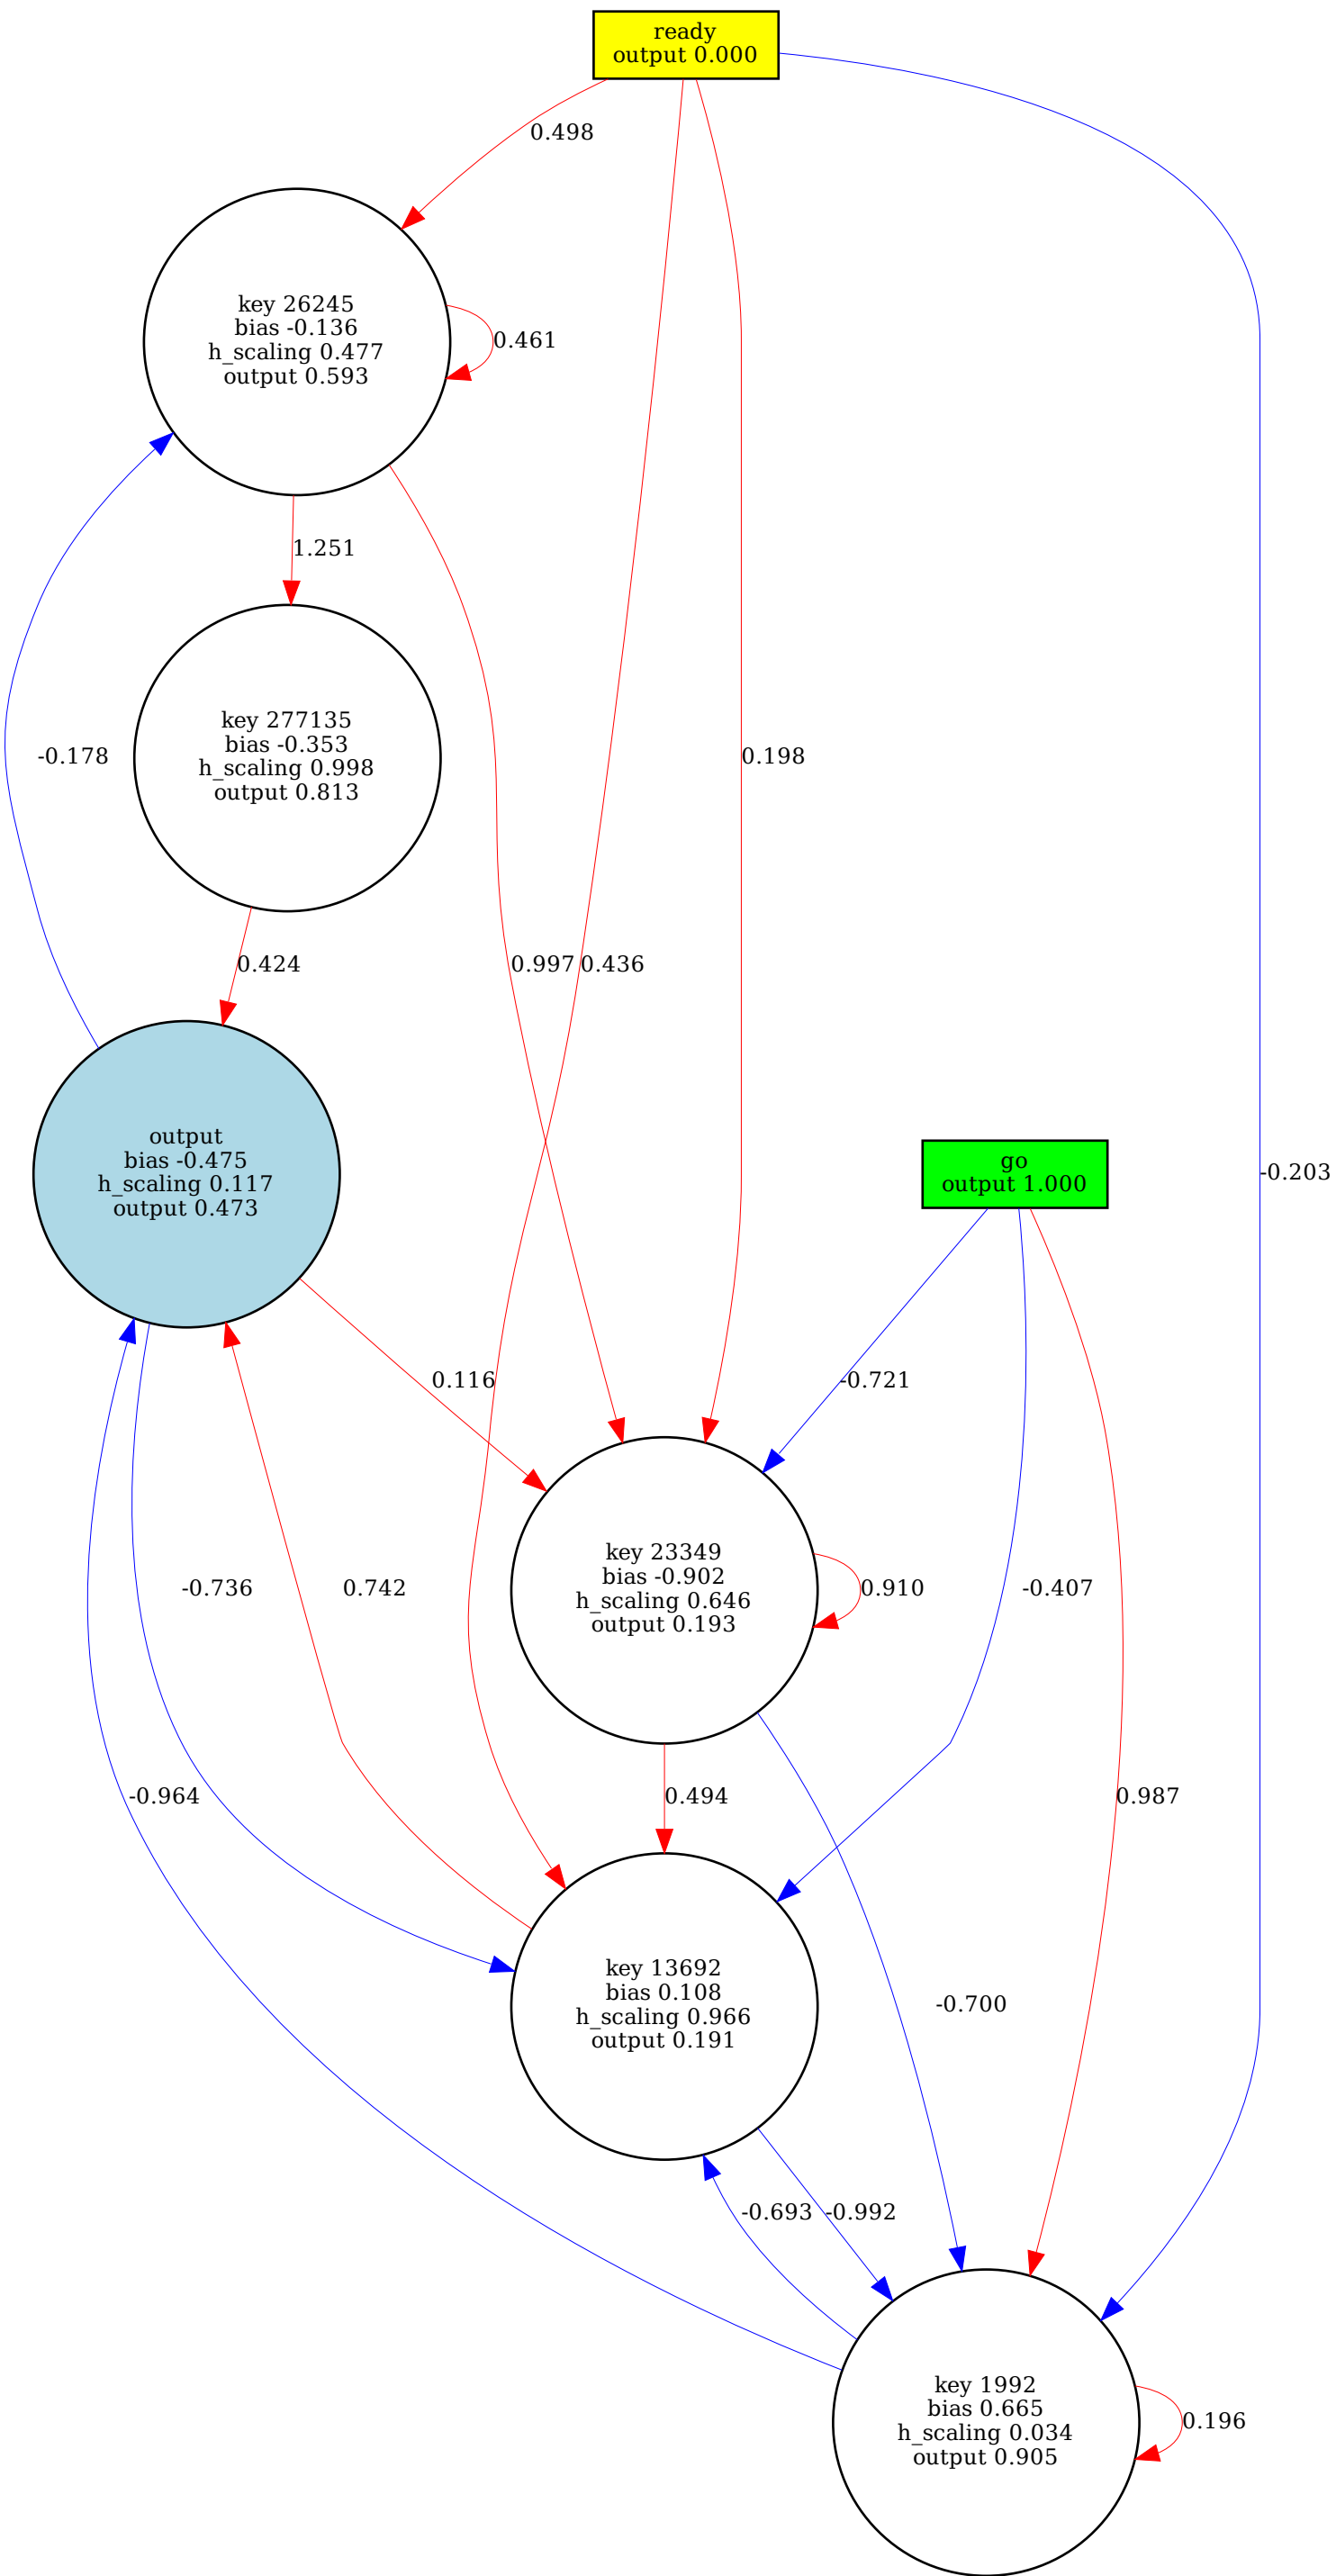 ready
output 0.000
0.498
key 26245
bias -0.136
h_scaling 0.477
output 0.593
0.461
1.251
key 277135
bias -0.353
h_scaling 0.998
output 0.813
-0.178
0.198
0.424
0.997
0.436
output
bias -0.475
h_scaling 0.117
output 0.473
go
output 1.000
-0.203
0.116
-0.721
key 23349
bias -0.902
h_scaling 0.646
output 0.193
-0.736
0.742
0.910
-0.407
-0.964
0.494
0.987
key 13692
bias 0.108
h_scaling 0.966
output 0.191
-0.700
-0.693
-0.992
key 1992
bias 0.665
h_scaling 0.034
output 0.905
0.196